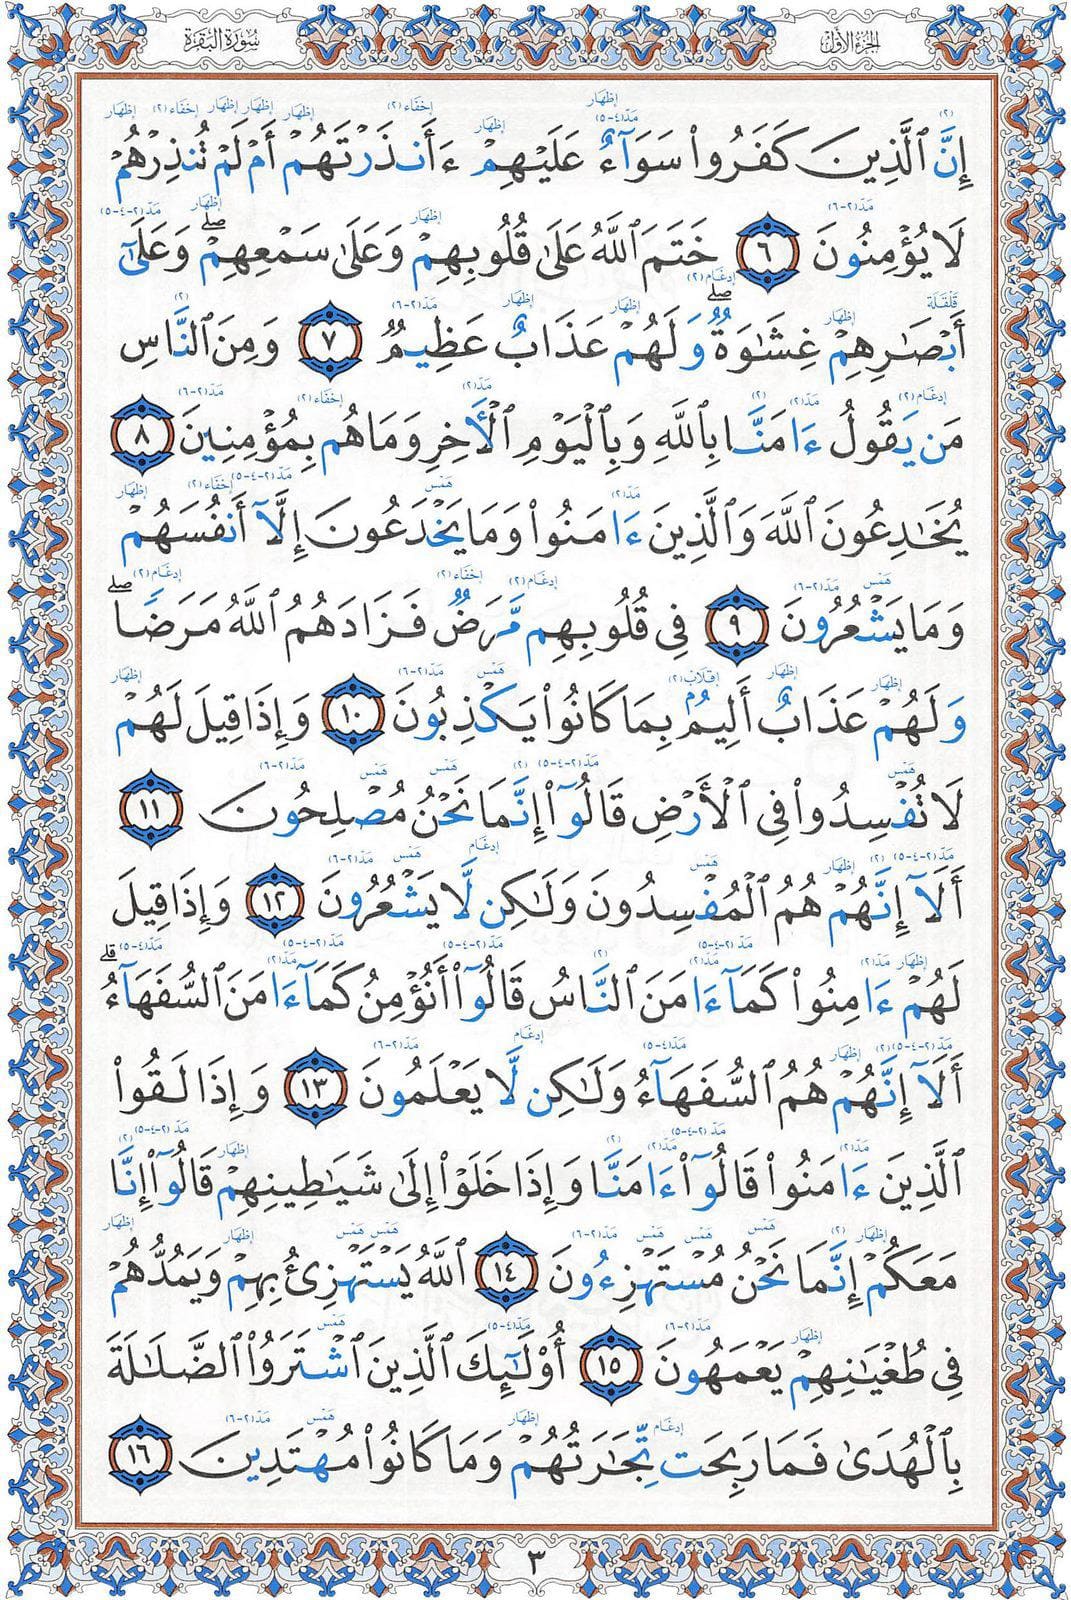 الجزء الأول
سورة البقرة
إِنَّ ٱلَّذِينَ كَفَرُوا۟ سَوَآءٌ عَلَيْهِمْ ءَأَنذَرْتَهُمْ أَمْ لَمْ تُنذِرْهُمْ
لَا يُؤْمِنُونَ ٦ خَتَمَ ٱللَّهُ عَلَىٰ قُلُوبِهِمْ وَعَلَىٰ سَمْعِهِمْ ۖ وَعَلَىٰٓ
أَبْصَـٰرِهِمْ غِشَـٰوَةٌ ۖ وَلَهُمْ عَذَابٌ عَظِيمٌ ٧ وَمِنَ ٱلنَّاسِ
مَن يَقُولُ ءَامَنَّا بِٱللَّهِ وَبِٱلْيَوْمِ ٱلْأَخِرِ وَمَا هُم بِمُؤْمِنِينَ ٨
يُخَـٰدِعُونَ ٱللَّهَ وَٱلَّذِينَ ءَامَنُوا۟ وَمَا يَخْدَعُونَ إِلَّآ أَنفُسَهُمْ
وَمَا يَشْعُرُونَ ٩ فِى قُلُوبِهِم مَّرَضٌ فَزَادَهُمُ ٱللَّهُ مَرَضًا ۖ
وَلَهُمْ عَذَابٌ أَلِيمٌۢ بِمَا كَانُوا۟ يَكْذِبُونَ ١٠ وَإِذَا قِيلَ لَهُمْ
لَا تُفْسِدُوا۟ فِى ٱلْأَرْضِ قَالُوٓا۟ إِنَّمَا نَحْنُ مُصْلِحُونَ ١١
أَلَآ إِنَّهُمْ هُمُ ٱلْمُفْسِدُونَ وَلَـٰكِن لَّا يَشْعُرُونَ ١٢ وَإِذَا قِيلَ
لَهُمْ ءَامِنُوا۟ كَمَآ ءَامَنَ ٱلنَّاسُ قَالُوٓا۟ أَنُؤْمِنُ كَمَآ ءَامَنَ ٱلسُّفَهَآءُ ۗ
أَلَآ إِنَّهُمْ هُمُ ٱلسُّفَهَآءُ وَلَـٰكِن لَّا يَعْلَمُونَ ١٣ وَإِذَا لَقُوا۟
ٱلَّذِينَ ءَامَنُوا۟ قَالُوٓا۟ ءَامَنَّا وَإِذَا خَلَوْا۟ إِلَىٰ شَيَـٰطِينِهِمْ قَالُوٓا۟ إِنَّا
مَعَكُمْ إِنَّمَا نَحْنُ مُسْتَهْزِءُونَ ١٤ ٱللَّهُ يَسْتَهْزِئُ بِهِمْ وَيَمُدُّهُمْ
فِى طُغْيَـٰنِهِمْ يَعْمَهُونَ ١٥ أُو۟لَـٰٓئِكَ ٱلَّذِينَ ٱشْتَرَوُا۟ ٱلضَّلَـٰلَةَ
بِٱلْهُدَىٰ فَمَا رَبِحَت تِّجَـٰرَتُهُمْ وَمَا كَانُوا۟ مُهْتَدِينَ ١٦
٣